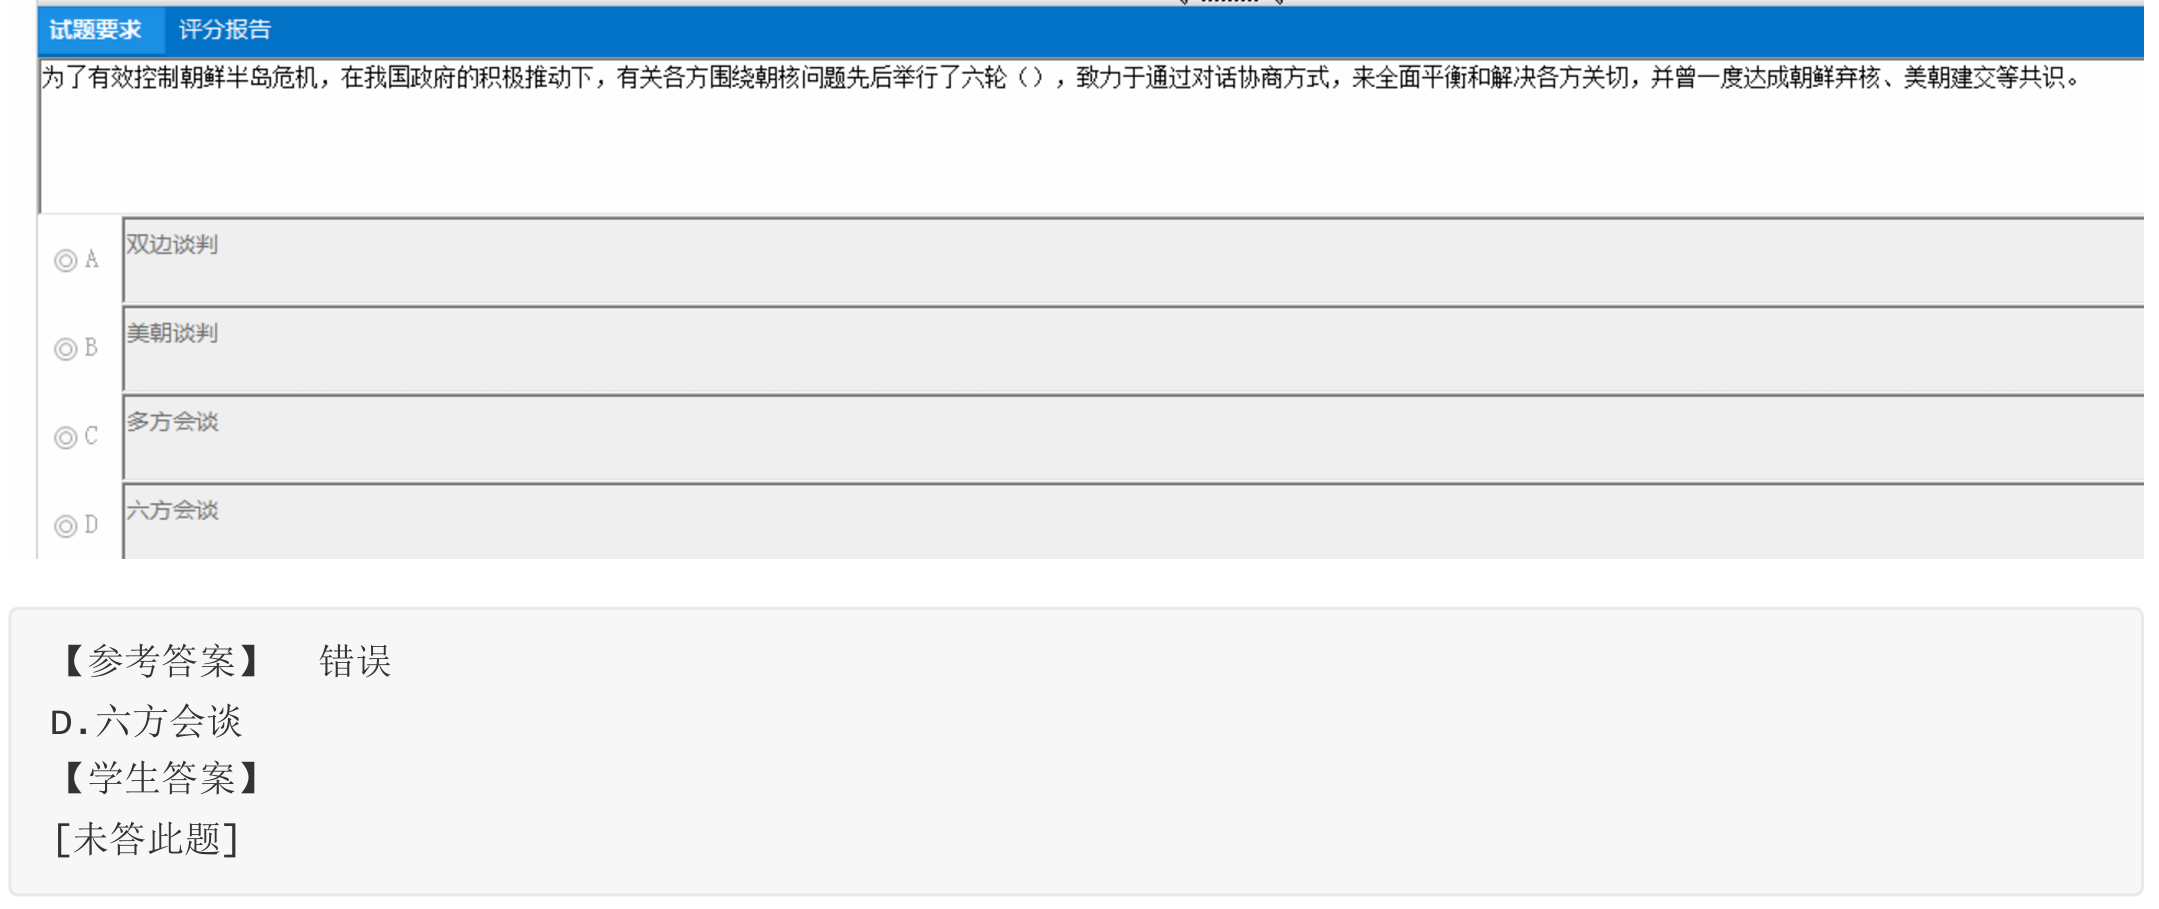 试题要求 评分报告
为了有效控制朝鲜半岛危机，在我国政府的积极推动下，有关各方围绕朝核问题先后举行了六轮（），致力于通过对话协商方式，来全面平衡和解决各方关切，并曾一度达成朝鲜弃核、美朝建交等共识。
A 双边谈判
B 美朝谈判
C 多方会谈
D 六方会谈
【参考答案】 错误
D.六方会谈
【学生答案】
[未答此题]